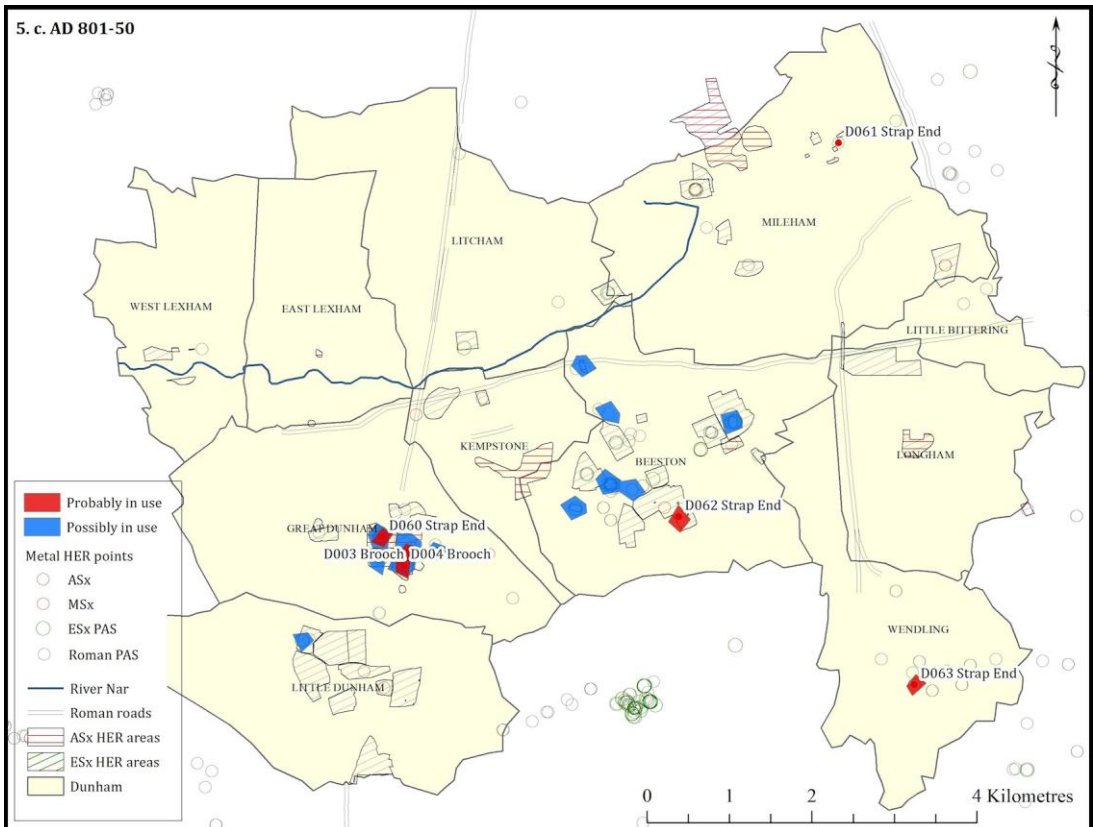 5. c. AD 801-50
D061 Strap End
MILEHAM
LITCHAM
WEST LEXHAM
EAST LEXHAM
LITTLE BITTERING
KEMPSTONE
BEESTON
LONGHAM
D062 Strap End
GREAT DUNHAM
D060 Strap End
D003 Brooch
D004 Brooch
WENDLING
D063 Strap End
LITTLE DUNHAM
Probably in use
Possibly in use
Metal HER points
ASx
MSx
ESx PAS
Roman PAS
River Nar
Roman roads
ASx HER areas
ESx HER areas
Dunham
0 1 2 4 Kilometres